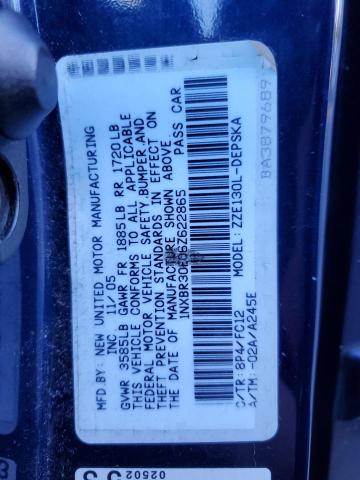 MFD. BY: NEW UNITED MOTOR MANUFACTURING
INC. 11/05
GVWR 3585LB GAWR FR 1885LB RR 1720LB
THIS VEHICLE CONFORMS TO ALL APPLICABLE
FEDERAL MOTOR VEHICLE SAFETY, BUMPER AND
THEFT PREVENTION STANDARDS IN EFFECT ON
THE DATE OF MANUFACTURE SHOWN ABOVE
1NXBR30E06Z622865 PASS CAR
C/TR: 8P4/FC12 MODEL: ZZE130L-DEPSKA
A/TM: -02A/A245E
BA3879689
02502